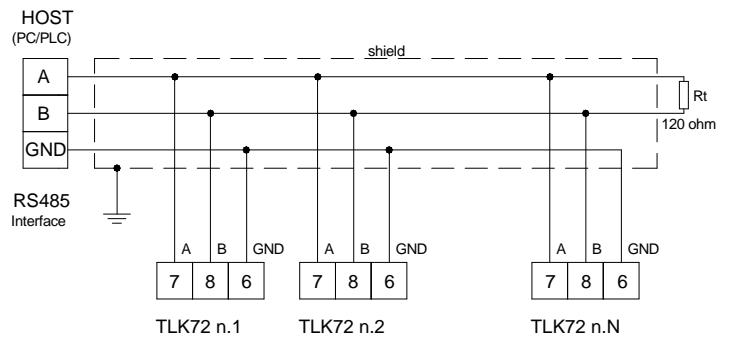 HOST
(PC/PLC)
shield
A
B
GND
Rt
120 ohm
RS485
Interface
A B GND
A B GND
A B GND
7 8 6
7 8 6
7 8 6
TLK72 n.1
TLK72 n.2
TLK72 n.N